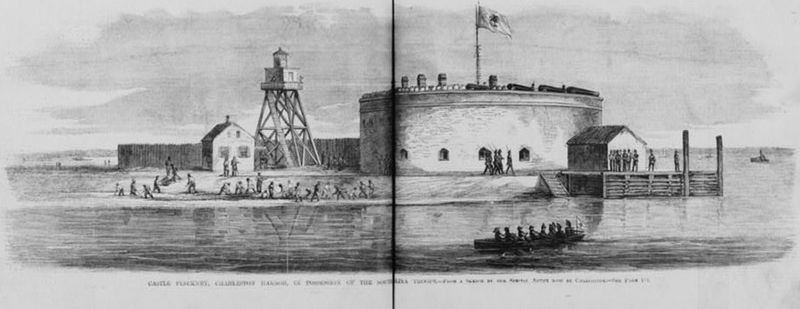 CASTLE PINCKNEY, CHARLESTON HARBOR, IN POSSESSION OF THE SOUTH CAROLINA TROOPS.—FROM A SKETCH BY OUR SPECIAL ARTIST NOW IN CHARLESTON.—SEE PAGE